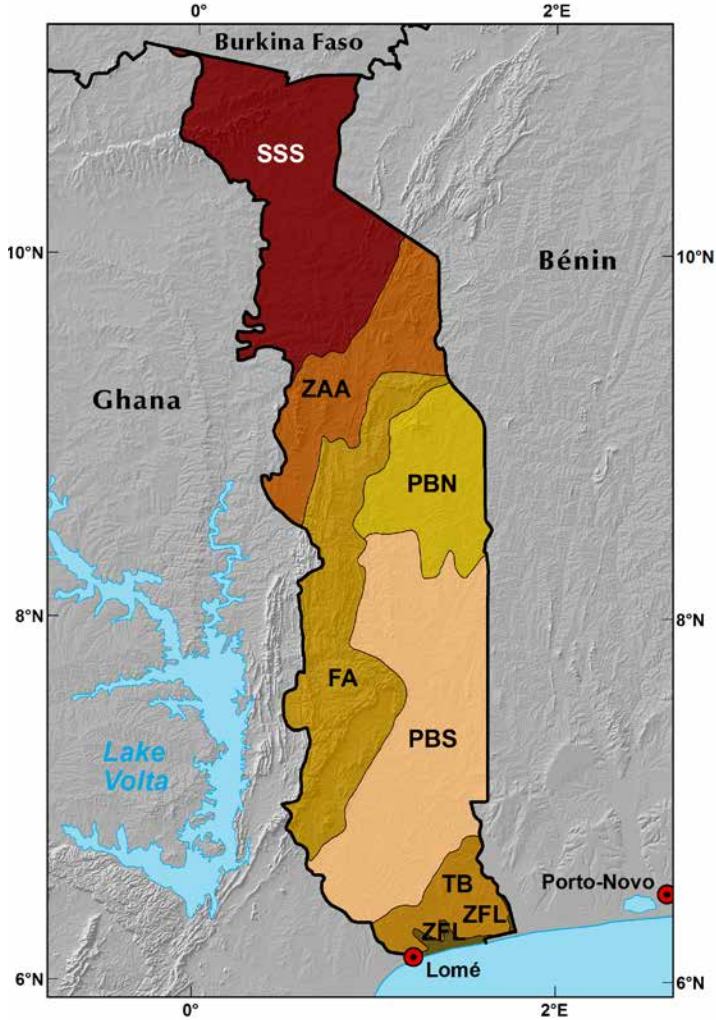 0°
2°E
Burkina Faso
SSS
10°N
10°N
Bénin
Ghana
ZAA
PBN
8°N
8°N
FA
PBS
Lake
Volta
TB
Porto-Novo
ZFL
ZFL
Lomé
6°N
6°N
0°
2°E